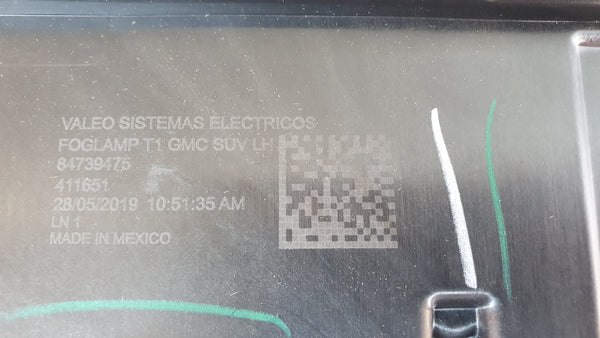 VALEO SISTEMAS ELECTRICOS
FOGLAMP T1 GMC SUV LH
84739475
411651
28/05/2019 10:51:35 AM
LN 1
MADE IN MEXICO